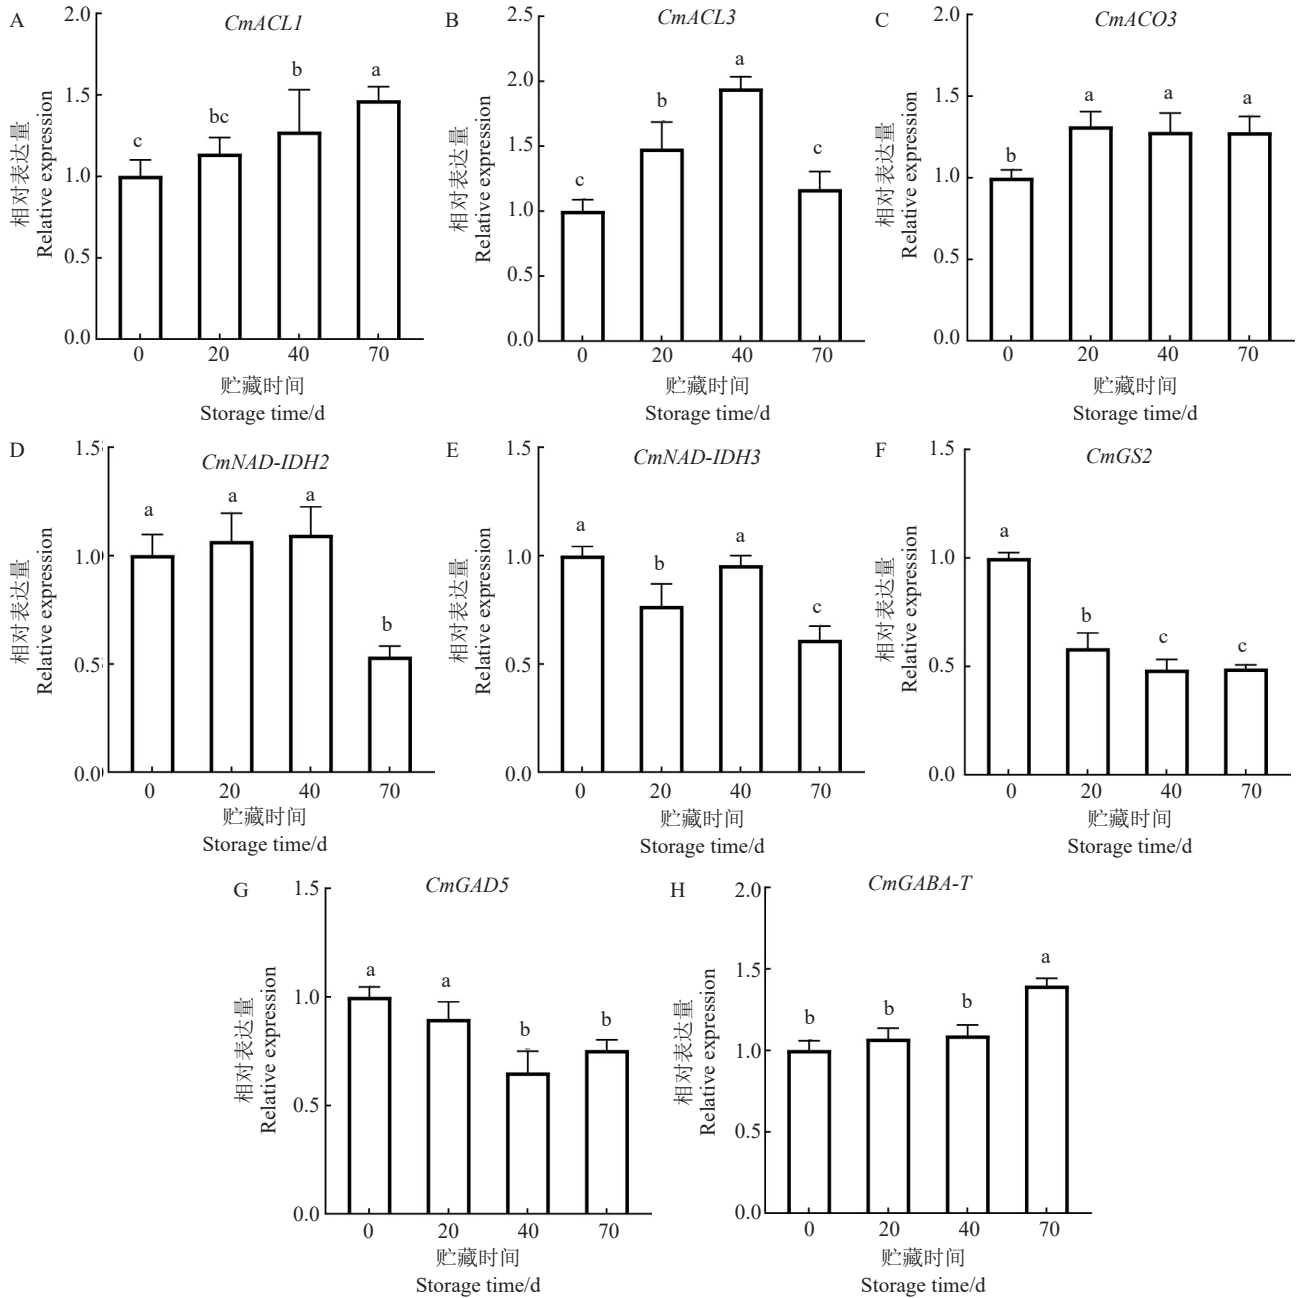 A
CmACL1
2.0
1.5
1.0
0.5
0.0
c
bc
b
a
0 20 40 70
相对表达量
Relative expression
贮藏时间
Storage time/d
B
CmACL3
2.5
2.0
1.5
1.0
0.5
0.0
c
b
a
c
0 20 40 70
相对表达量
Relative expression
贮藏时间
Storage time/d
C
CmACO3
2.0
1.5
1.0
0.5
0.0
b
a
a
a
0 20 40 70
相对表达量
Relative expression
贮藏时间
Storage time/d
D
CmNAD-IDH2
1.5
1.0
0.5
0.0
a
a
a
b
0 20 40 70
相对表达量
Relative expression
贮藏时间
Storage time/d
E
CmNAD-IDH3
1.5
1.0
0.5
0.0
a
b
a
c
0 20 40 70
相对表达量
Relative expression
贮藏时间
Storage time/d
F
CmGS2
1.5
1.0
0.5
0.0
a
b
c
c
0 20 40 70
相对表达量
Relative expression
贮藏时间
Storage time/d
G
CmGAD5
1.5
1.0
0.5
0.0
a
a
b
b
0 20 40 70
相对表达量
Relative expression
贮藏时间
Storage time/d
H
CmGABA-T
2.0
1.5
1.0
0.5
0.0
b
b
b
a
0 20 40 70
相对表达量
Relative expression
贮藏时间
Storage time/d